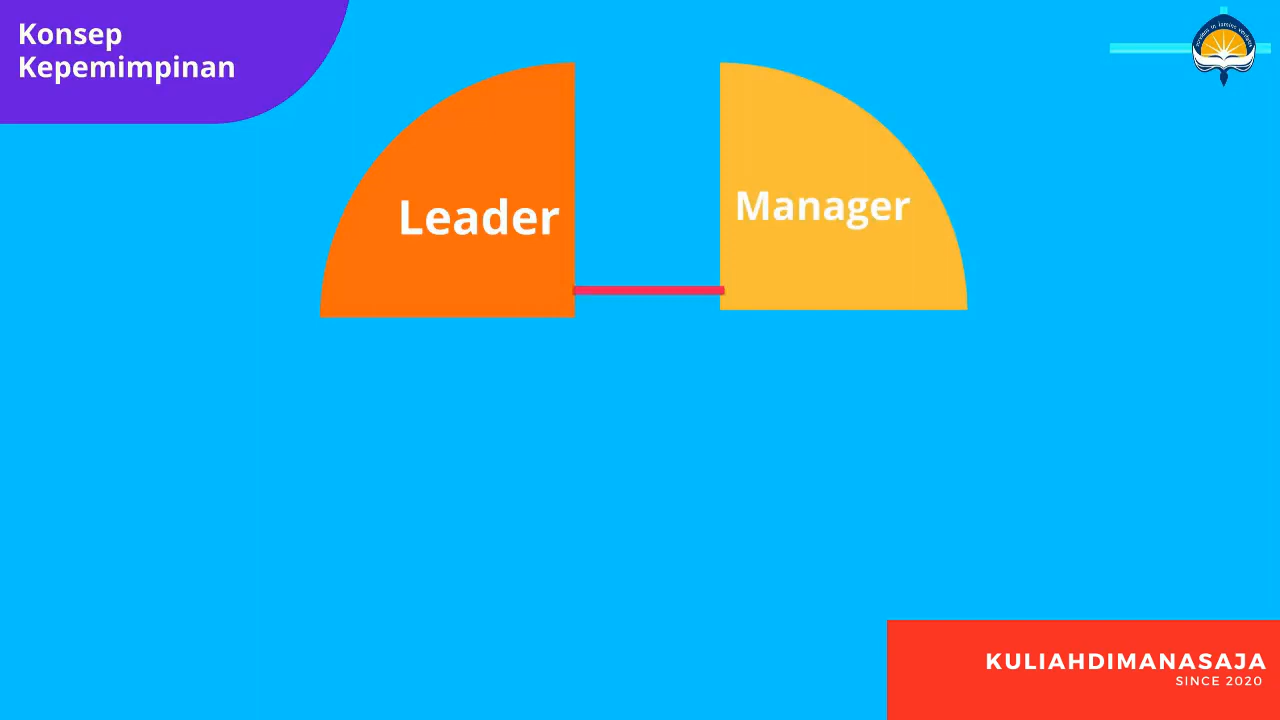 Konsep
Kepemimpinan
Leader
Manager
KULIAHDIMANASAJA
SINCE 2020